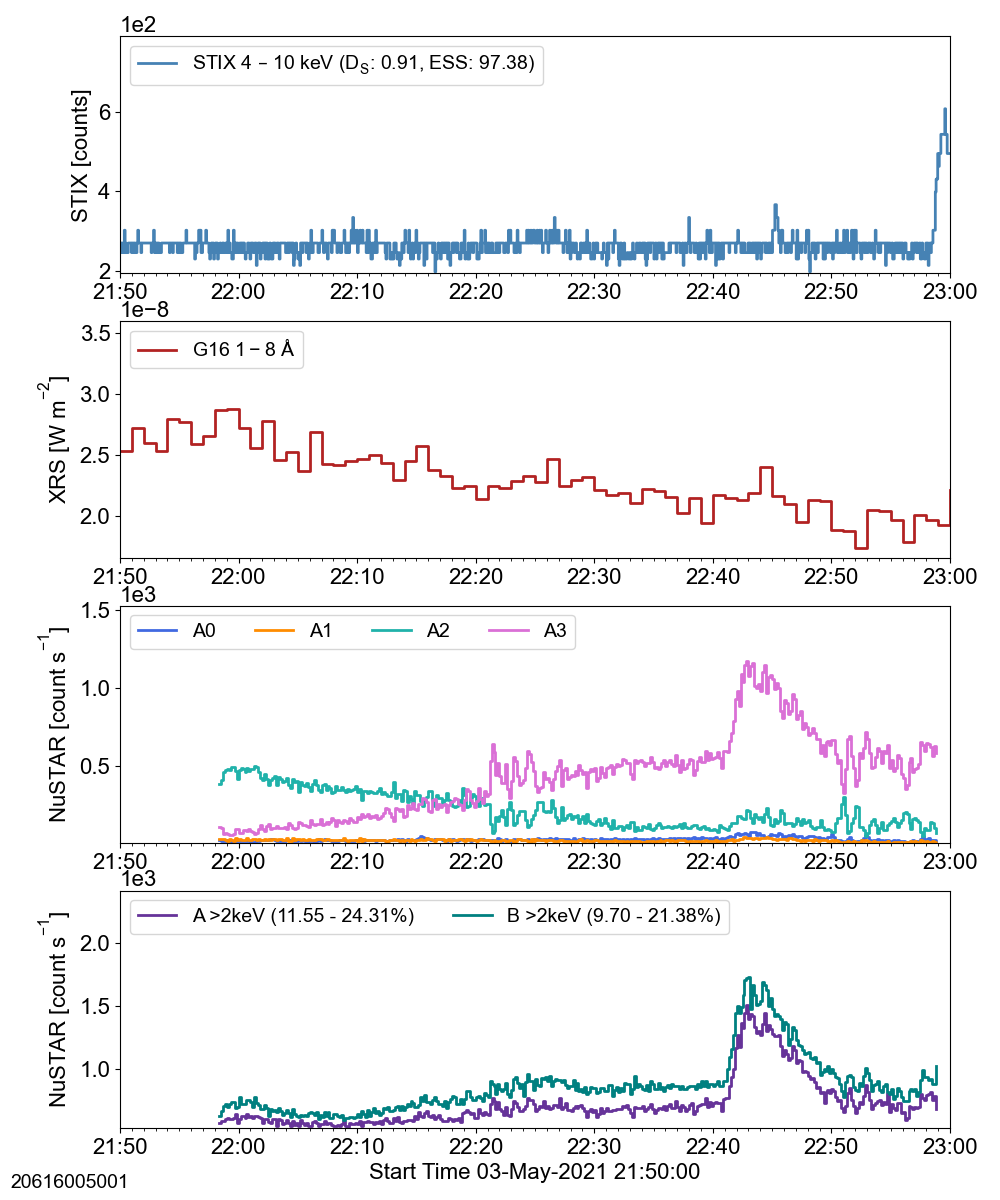 1e2
STIX 4 – 10 keV (DS: 0.91, ESS: 97.38)
STIX [counts]
6
4
2
21:50 22:00 22:10 22:20 22:30 22:40 22:50 23:00
1e−8
G16 1 – 8 Å
XRS [W m−2]
3.5
3.0
2.5
2.0
21:50 22:00 22:10 22:20 22:30 22:40 22:50 23:00
1e3
A0 A1 A2 A3
NuSTAR [count s−1]
1.5
1.0
0.5
21:50 22:00 22:10 22:20 22:30 22:40 22:50 23:00
1e3
A >2keV (11.55 - 24.31%) B >2keV (9.70 - 21.38%)
NuSTAR [count s−1]
2.0
1.5
1.0
21:50 22:00 22:10 22:20 22:30 22:40 22:50 23:00
Start Time 03-May-2021 21:50:00
20616005001